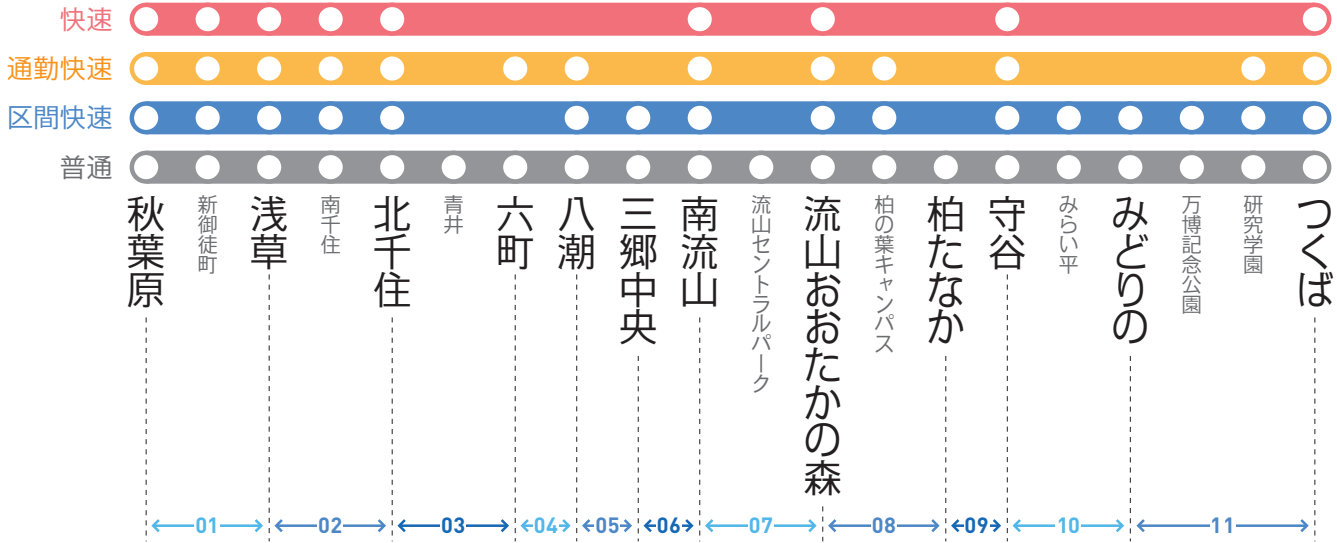 快速
通勤快速
区間快速
普通
秋葉原
新御徒町
浅草
南千住
北千住
青井
六町
八潮
三郷中央
南流山
流山セントラルパーク
流山おおたかの森
柏の葉キャンパス
柏たなか
守谷
みらい平
みどりの
万博記念公園
研究学園
つくば
01
02
03
04
05
06
07
08
09
10
11